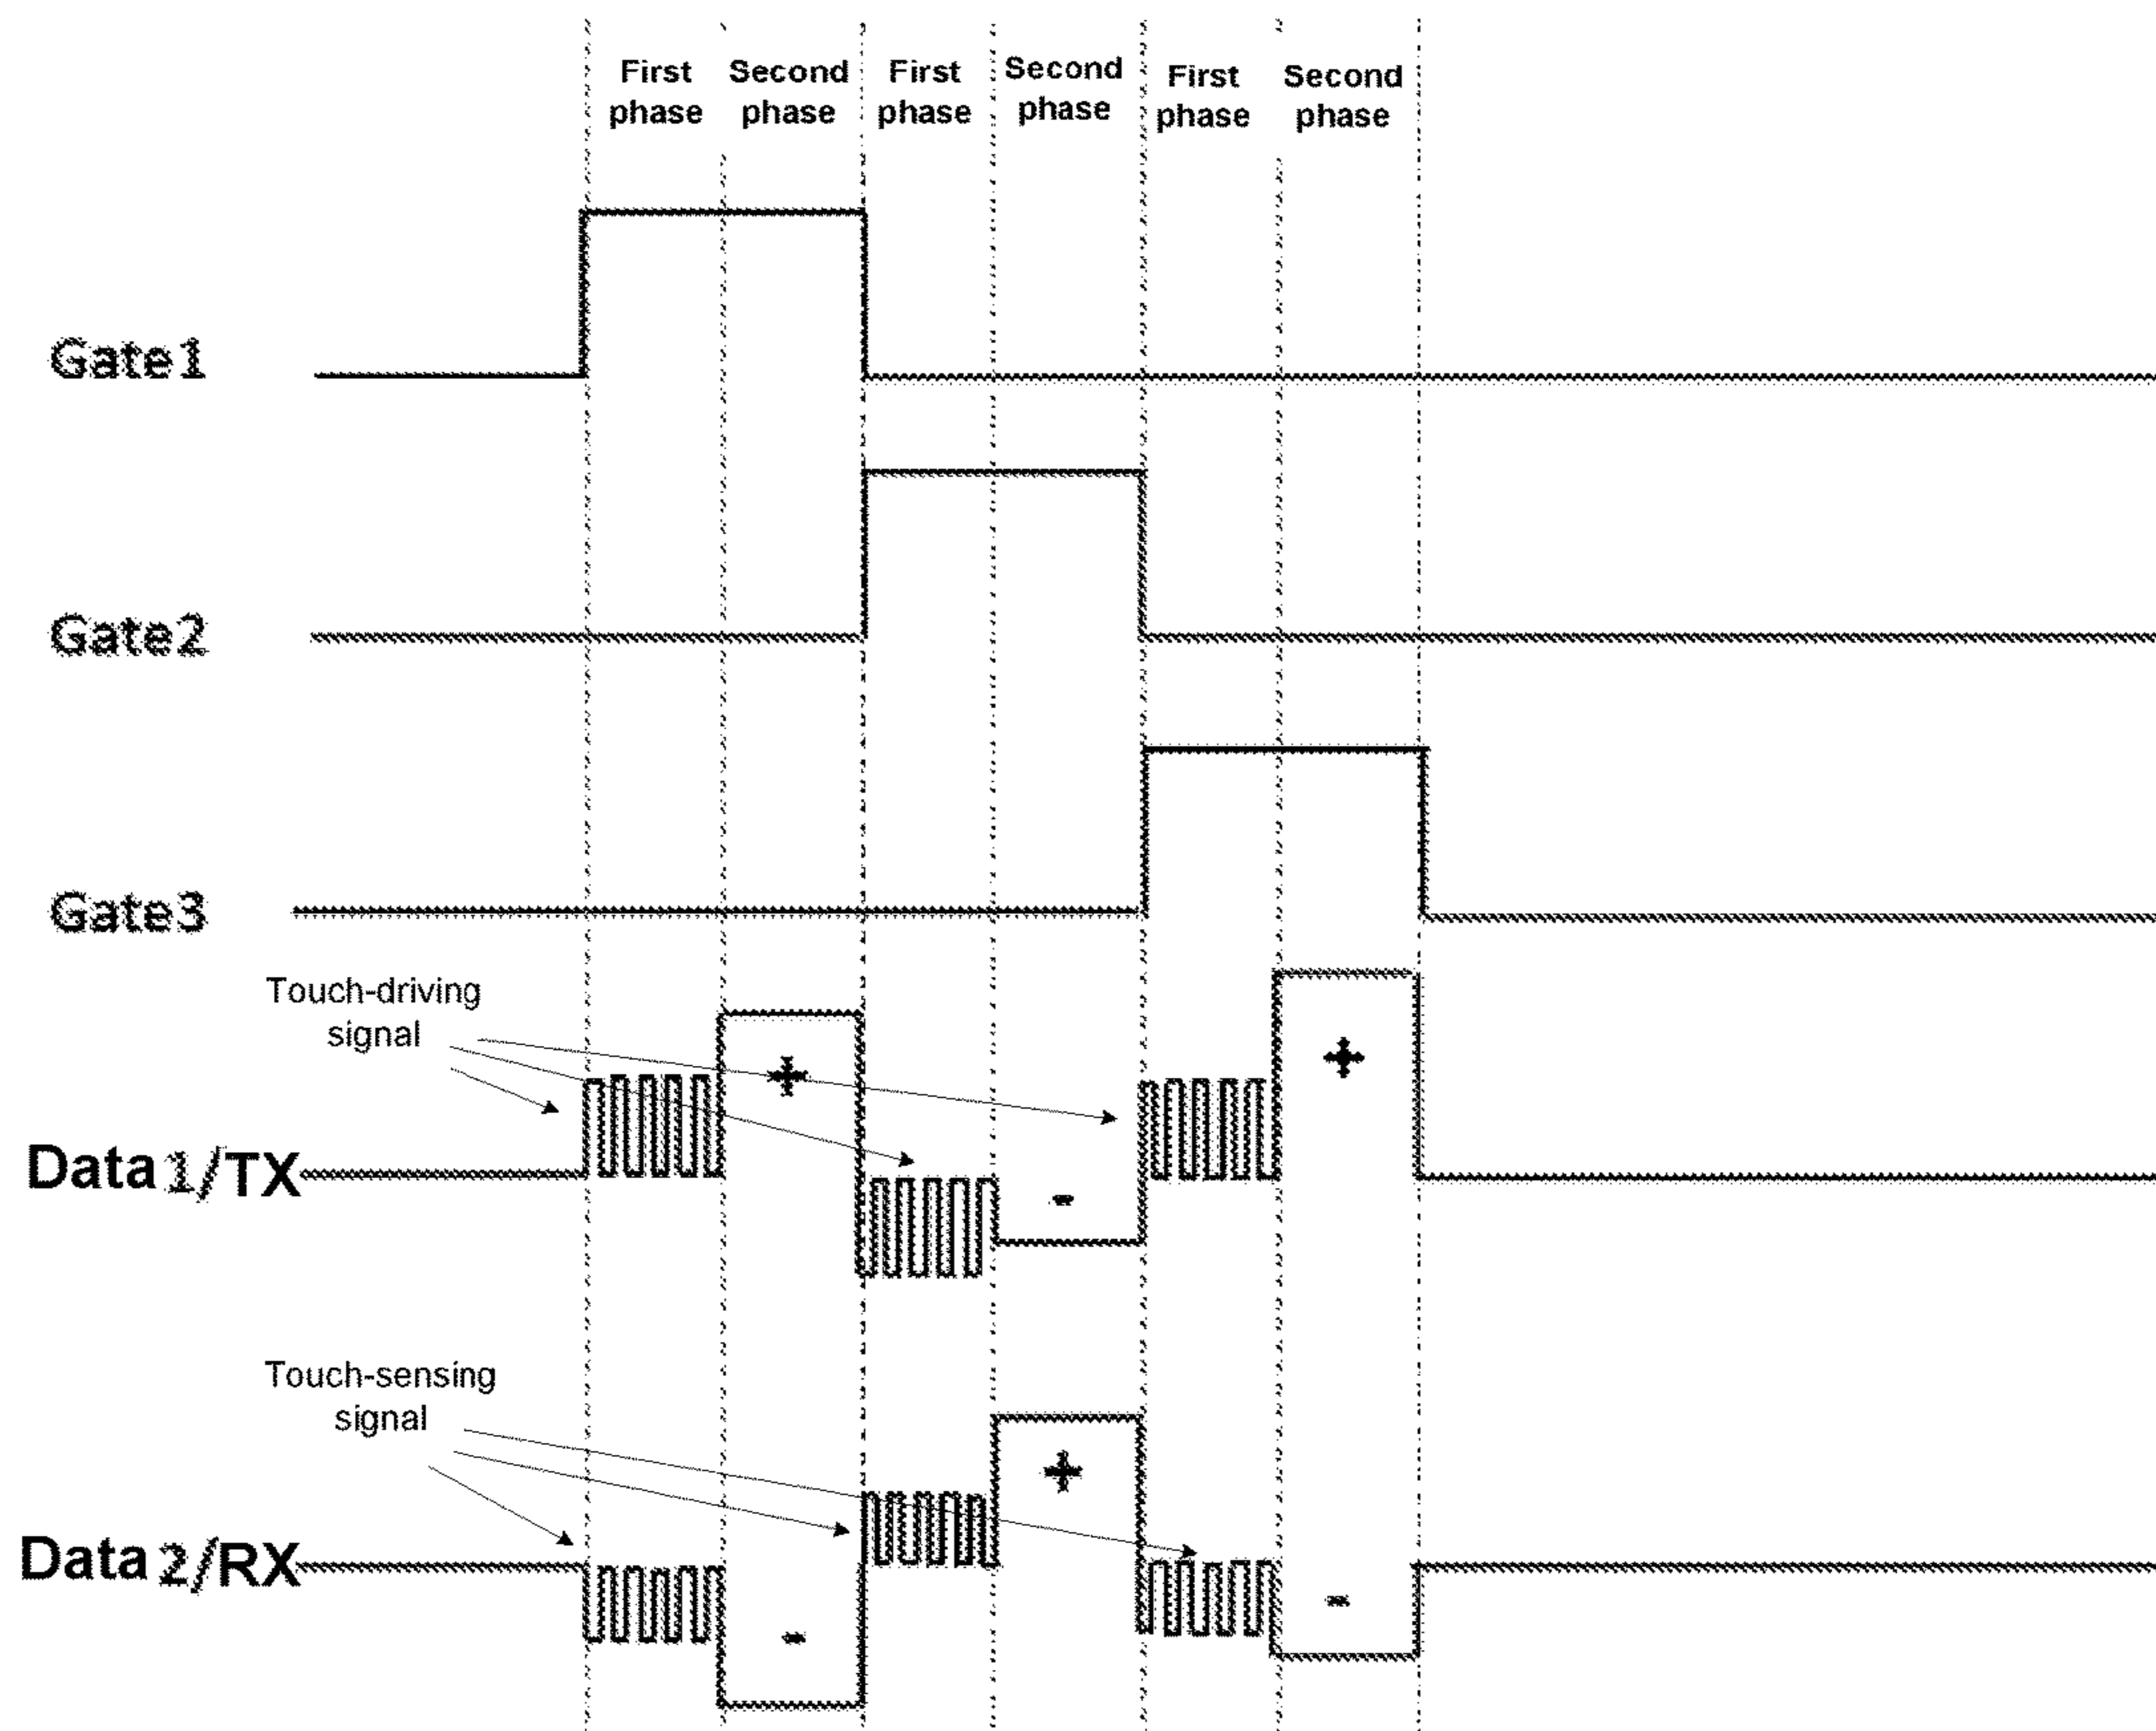 First
phase
Second
phase
First
phase
Second
phase
First
phase
Second
phase
Gate1
Gate2
Gate3
Touch-driving
signal
+
+
Data1/TX
-
Touch-sensing
signal
+
Data2/RX
-
-